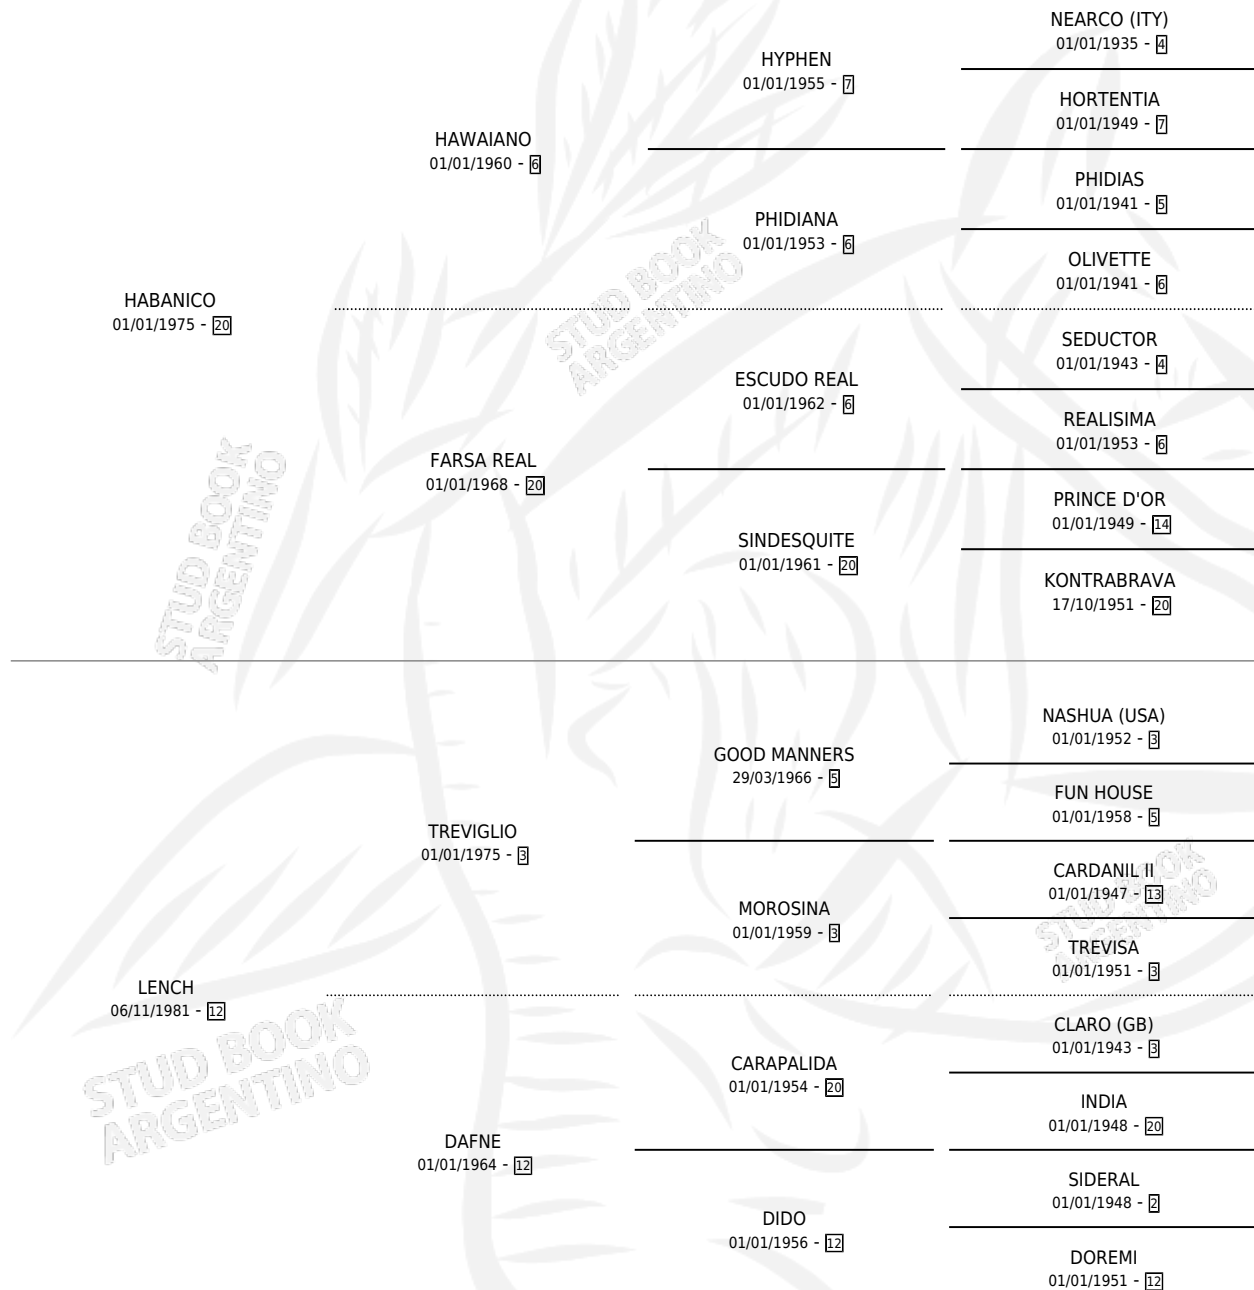 NEARCO (ITY)
01/01/1935 - 4
HYPHEN
01/01/1955 - 7
HORTENTIA
01/01/1949 - 7
HAWAIANO
01/01/1960 - 6
PHIDIAS
01/01/1941 - 5
PHIDIANA
01/01/1953 - 6
OLIVETTE
01/01/1941 - 6
HABANICO
01/01/1975 - 20
STUD BOOK
ARGENTINO
SEDUCTOR
01/01/1943 - 4
ESCUDO REAL
01/01/1962 - 6
REALISIMA
01/01/1953 - 6
FARSA REAL
01/01/1968 - 20
PRINCE D'OR
01/01/1949 - 14
SINDESQUITE
01/01/1961 - 20
KONTRABRAVA
17/10/1951 - 20
STUD BOOK
ARGENTINO
NASHUA (USA)
01/01/1952 - 3
GOOD MANNERS
29/03/1966 - 5
FUN HOUSE
01/01/1958 - 5
TREVIGLIO
01/01/1975 - 3
CARDANIL II
01/01/1947 - 13
MOROSINA
01/01/1959 - 3
TREVISA
01/01/1951 - 3
STUD BOOK
ARGENTINO
LENCH
06/11/1981 - 12
CLARO (GB)
01/01/1943 - 3
CARAPALIDA
01/01/1954 - 20
INDIA
01/01/1948 - 20
STUD BOOK
ARGENTINO
DAFNE
01/01/1964 - 12
SIDERAL
01/01/1948 - 2
DIDO
01/01/1956 - 12
DOREMI
01/01/1951 - 12